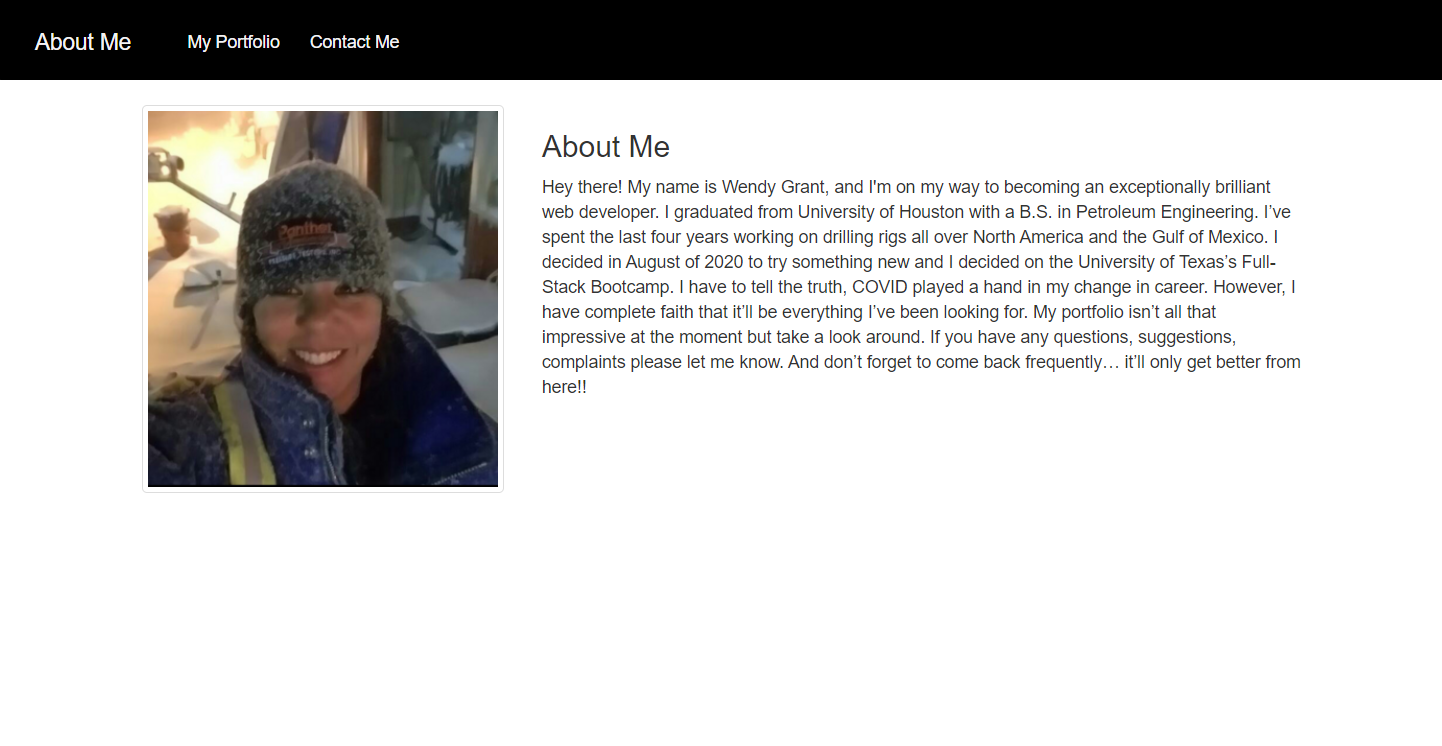 About Me
My Portfolio
Contact Me
Panther
About Me
Hey there! My name is Wendy Grant, and I'm on my way to becoming an exceptionally brilliant
web developer. I graduated from University of Houston with a B.S. in Petroleum Engineering. I’ve
spent the last four years working on drilling rigs all over North America and the Gulf of Mexico. I
decided in August of 2020 to try something new and I decided on the University of Texas’s Full-
Stack Bootcamp. I have to tell the truth, COVID played a hand in my change in career. However, I
have complete faith that it’ll be everything I’ve been looking for. My portfolio isn’t all that
impressive at the moment but take a look around. If you have any questions, suggestions,
complaints please let me know. And don’t forget to come back frequently… it’ll only get better from
here!!